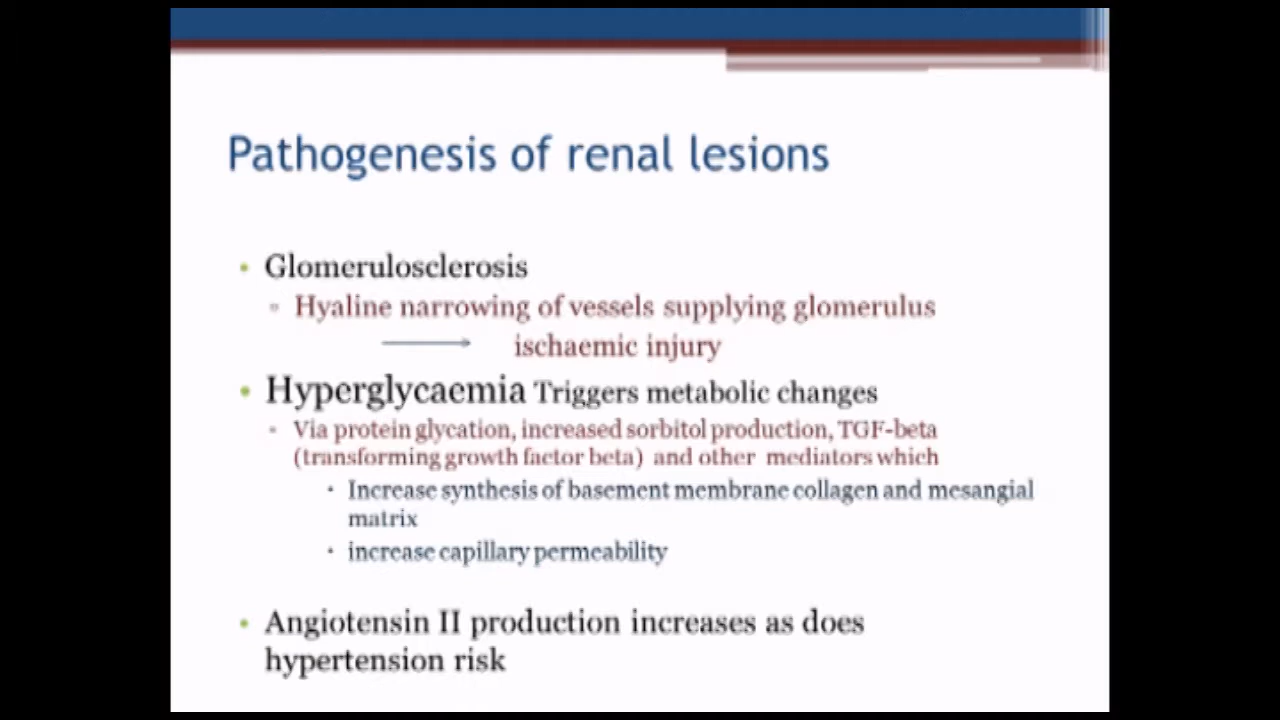 Pathogenesis of renal lesions
• Glomerulosclerosis
▫ Hyaline narrowing of vessels supplying glomerulus
ischaemic injury
• Hyperglycaemia Triggers metabolic changes
▫ Via protein glycation, increased sorbitol production, TGF-beta
(transforming growth factor beta) and other mediators which
• Increase synthesis of basement membrane collagen and mesangial
matrix
• increase capillary permeability
• Angiotensin II production increases as does
hypertension risk